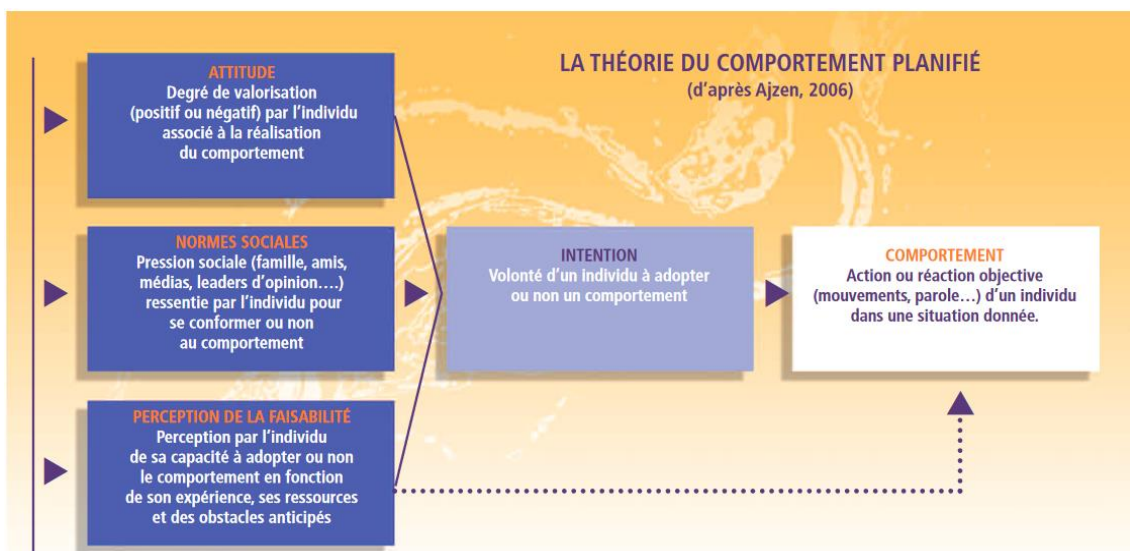 LA THÉORIE DU COMPORTEMENT PLANIFIÉ
(d'après Ajzen, 2006)
ATTITUDE
Degré de valorisation
(positif ou négatif) par l'individu
associé à la réalisation
du comportement
NORMES SOCIALES
Pression sociale (famille, amis,
médias, leaders d'opinion....)
ressentie par l'individu pour
se conformer ou non
au comportement
PERCEPTION DE LA FAISABILITÉ
Perception par l'individu
de sa capacité à adopter ou non
le comportement en fonction
de son expérience, ses ressources
et des obstacles anticipés
INTENTION
Volonté d'un individu à adopter
ou non un comportement
COMPORTEMENT
Action ou réaction objective
(mouvements, parole...) d'un individu
dans une situation donnée.